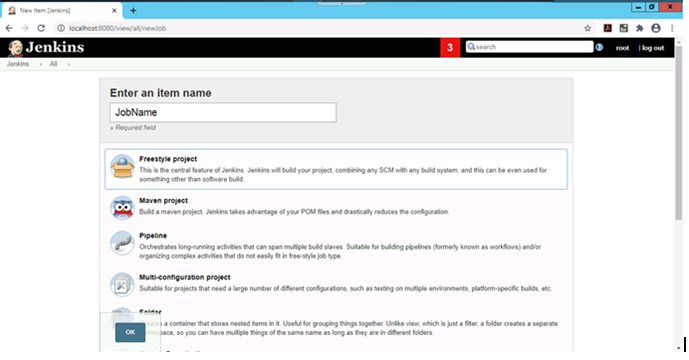 New Item [Jenkins]
localhost:8080/view/all/newJob
Jenkins
3
search
root
| log out
Jenkins
All
Enter an item name
JobName
» Required field
Freestyle project
This is the central feature of Jenkins. Jenkins will build your project, combining any SCM with any build system, and this can be even used for
something other than software build.
Maven project
Build a maven project. Jenkins takes advantage of your POM files and drastically reduces the configuration.
Pipeline
Orchestrates long-running activities that can span multiple build slaves. Suitable for building pipelines (formerly known as workflows) and/or
organizing complex activities that do not easily fit in free-style job type.
Multi-configuration project
Suitable for projects that need a large number of different configurations, such as testing on multiple environments, platform-specific builds, etc.
Folder
a container that stores nested items in it. Useful for grouping things together. Unlike view, which is just a filter, a folder creates a separate
so you can have multiple things of the same name as long as they are in different folders.
OK